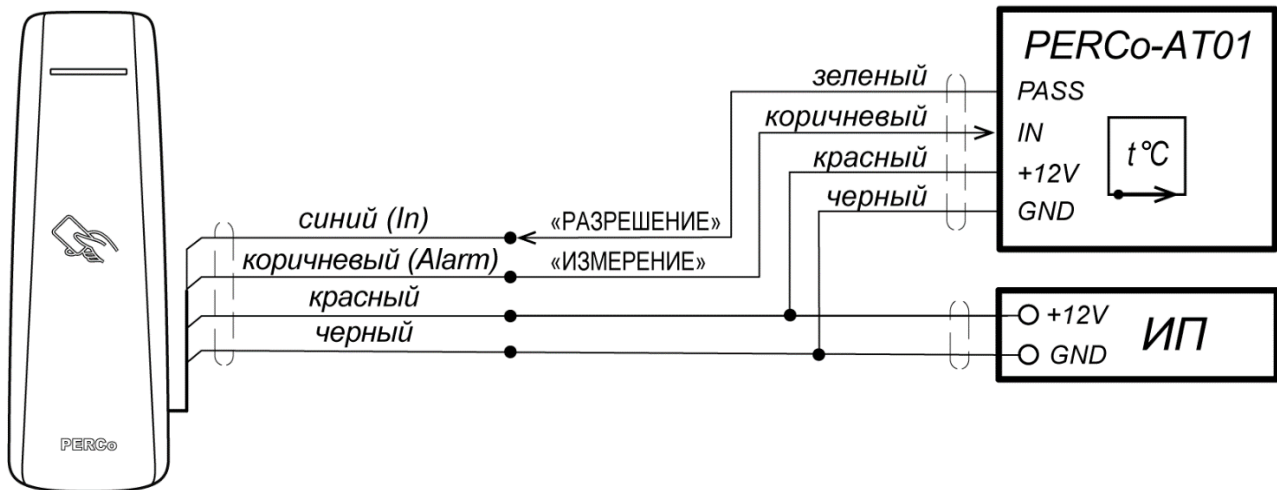 PERCo-AT01
зеленый
PASS
коричневый
IN
t°C
красный
+12V
черный
GND
синий (In)
«РАЗРЕШЕНИЕ»
коричневый (Alarm)
«ИЗМЕРЕНИЕ»
красный
+12V
ИП
черный
GND
PERCo